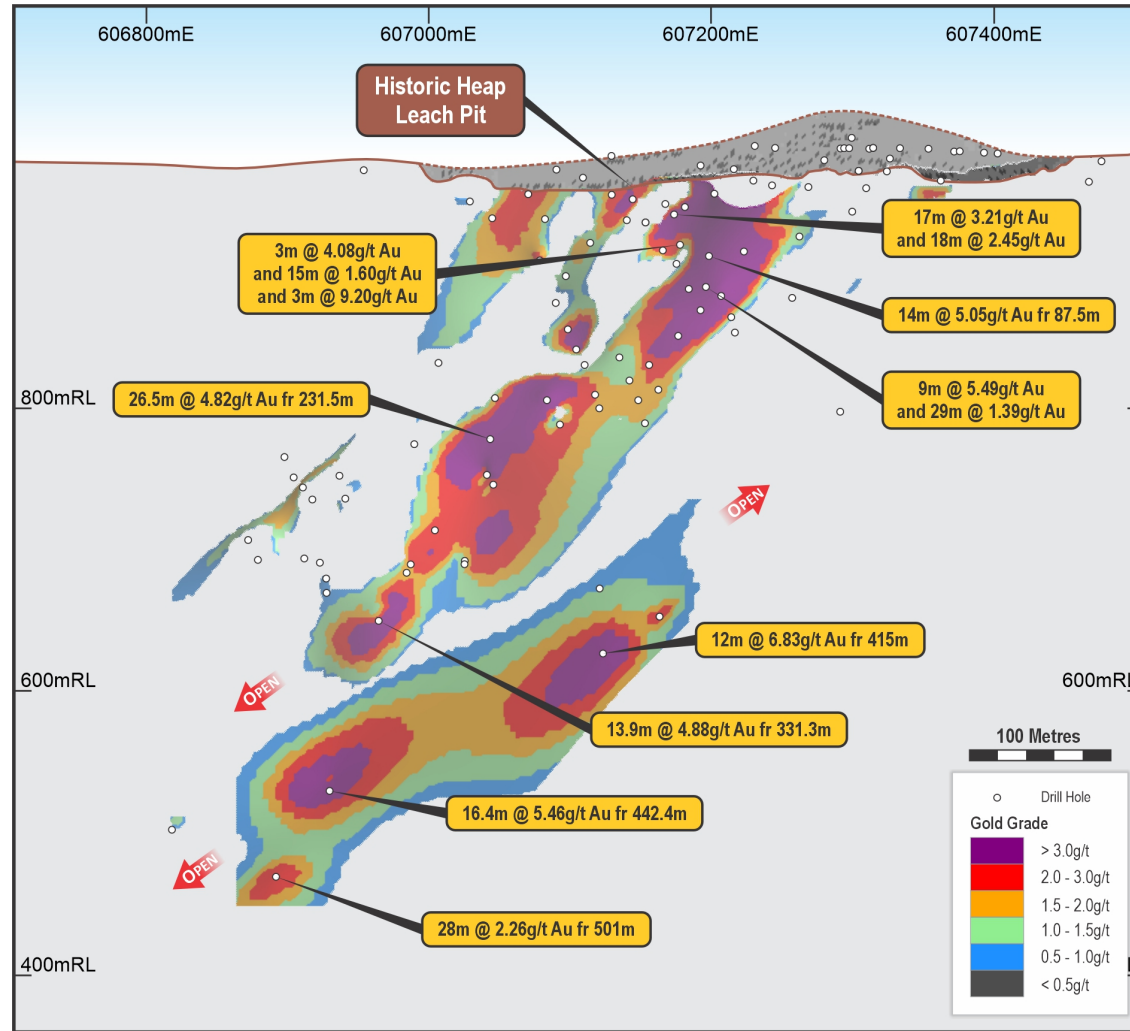 606800mE
607000mE
607200mE
607400mE
Historic Heap
Leach Pit
17m @ 3.21g/t Au
and 18m @ 2.45g/t Au
3m @ 4.08g/t Au
and 15m @ 1.60g/t Au
and 3m @ 9.20g/t Au
14m @ 5.05g/t Au fr 87.5m
9m @ 5.49g/t Au
and 29m @ 1.39g/t Au
26.5m @ 4.82g/t Au fr 231.5m
800mRL
OPEN
12m @ 6.83g/t Au fr 415m
600mRL
600mRL
OPEN
13.9m @ 4.88g/t Au fr 331.3m
100 Metres
16.4m @ 5.46g/t Au fr 442.4m
OPEN
28m @ 2.26g/t Au fr 501m
400mRL
Drill Hole
Gold Grade
> 3.0g/t
2.0 - 3.0g/t
1.5 - 2.0g/t
1.0 - 1.5g/t
0.5 - 1.0g/t
< 0.5g/t